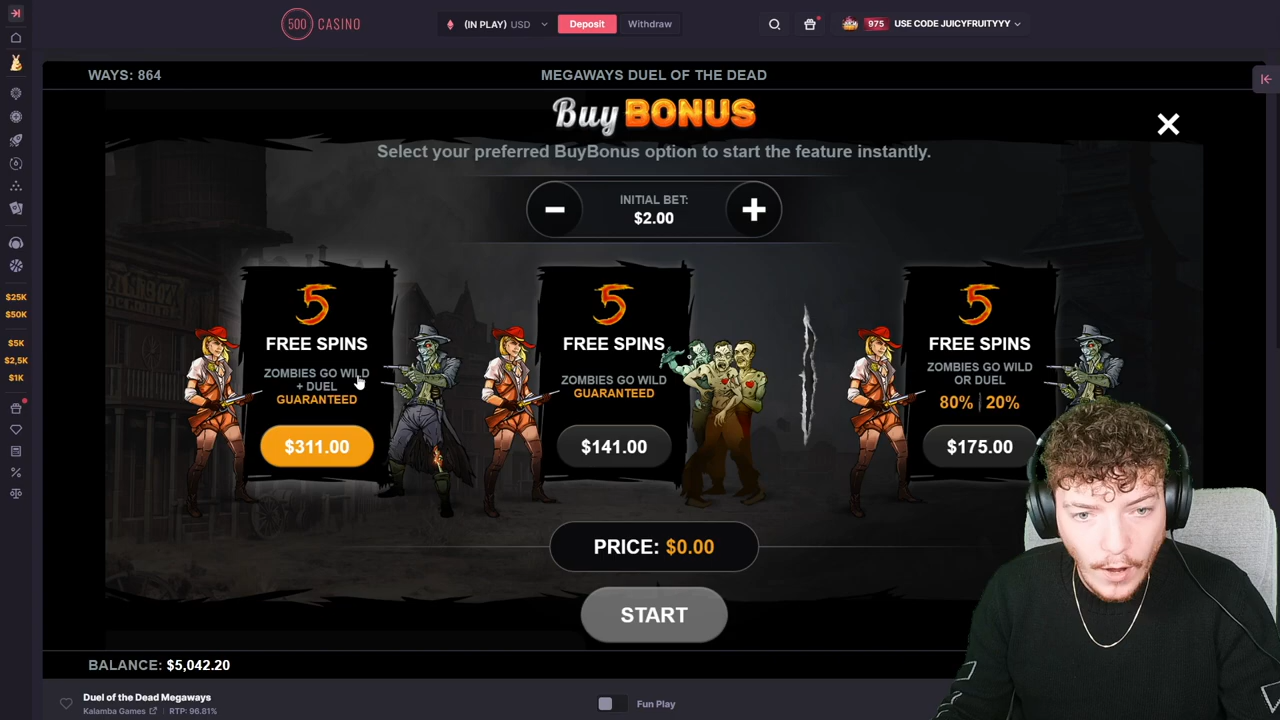 500 CASINO
(IN PLAY) USD
Deposit
Withdraw
975
USE CODE JUICYFRUITYYY
WAYS: 864
MEGAWAYS DUEL OF THE DEAD
Buy BONUS
Select your preferred BuyBonus option to start the feature instantly.
INITIAL BET:
$2.00
5
FREE SPINS
ZOMBIES GO WILD
+ DUEL
GUARANTEED
$311.00
5
FREE SPINS
ZOMBIES GO WILD
GUARANTEED
$141.00
5
FREE SPINS
ZOMBIES GO WILD
OR DUEL
80% | 20%
$175.00
$25K
$50K
$5K
$2,5K
$1K
PRICE: $0.00
START
BALANCE: $5,042.20
Duel of the Dead Megaways
Kalamba Games | RTP: 96.81%
Fun Play